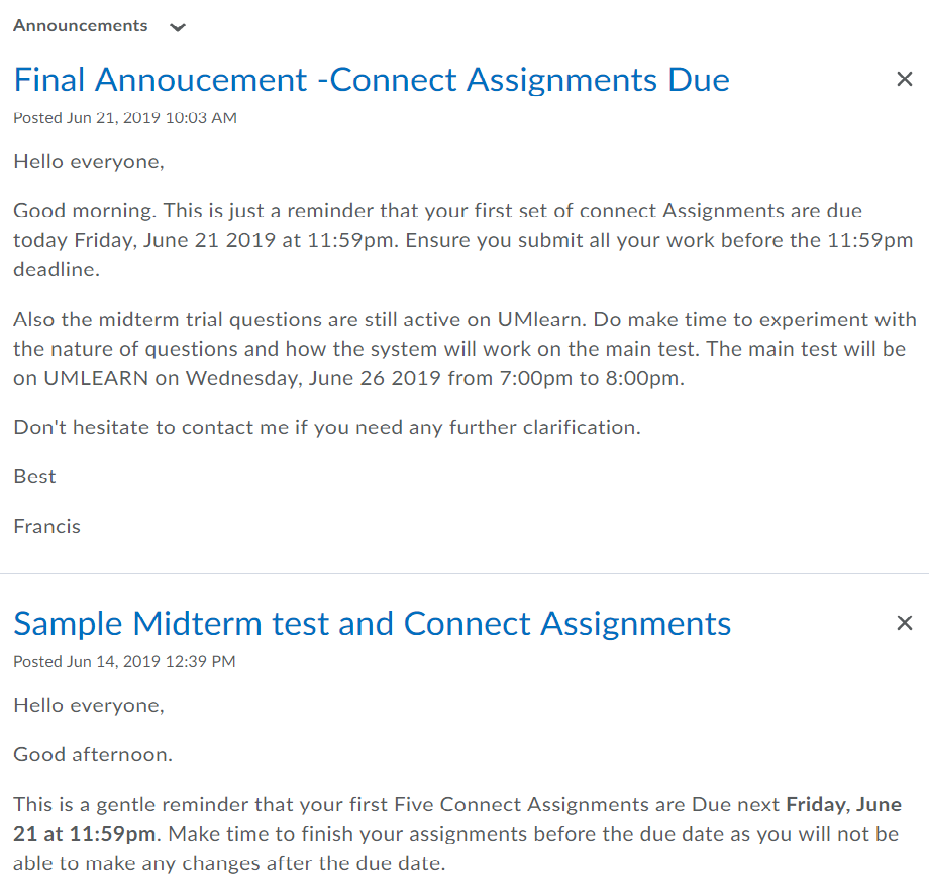 Announcements
Final Annoucement -Connect Assignments Due
Posted Jun 21, 2019 10:03 AM
Hello everyone,
Good morning. This is just a reminder that your first set of connect Assignments are due
today Friday, June 21 2019 at 11:59pm. Ensure you submit all your work before the 11:59pm
deadline.
Also the midterm trial questions are still active on UMlearn. Do make time to experiment with
the nature of questions and how the system will work on the main test. The main test will be
on UMLEARN on Wednesday, June 26 2019 from 7:00pm to 8:00pm.
Don't hesitate to contact me if you need any further clarification.
Best
Francis
Sample Midterm test and Connect Assignments
Posted Jun 14, 2019 12:39 PM
Hello everyone,
Good afternoon.
This is a gentle reminder that your first Five Connect Assignments are Due next Friday, June
21 at 11:59pm. Make time to finish your assignments before the due date as you will not be
able to make any changes after the due date.